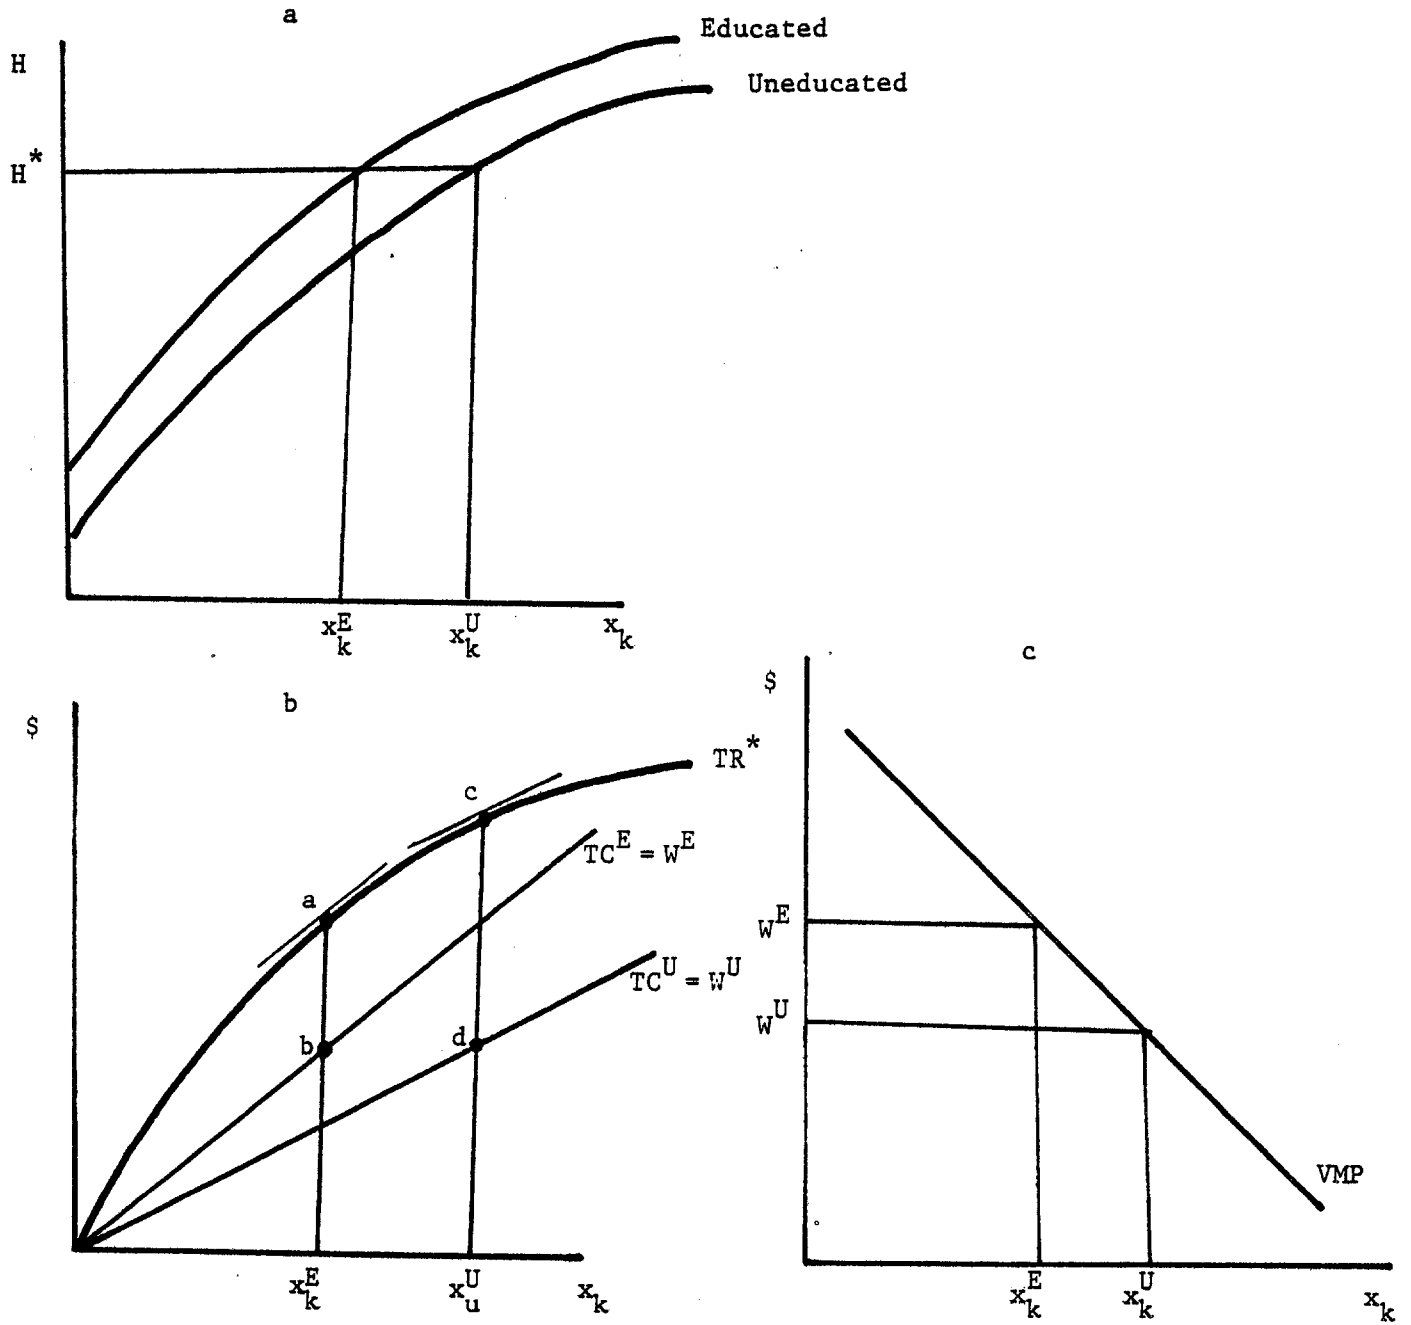 a
H
Educated
Uneducated
H*
x_k^E
x_k^U
x_k
b
$
TR*
c
a
TC^E = W^E
b
d
TC^U = W^U
x_k^E
x_u^U
x_k
c
$
W^E
W^U
VMP
x_k^E
x_k^U
x_k